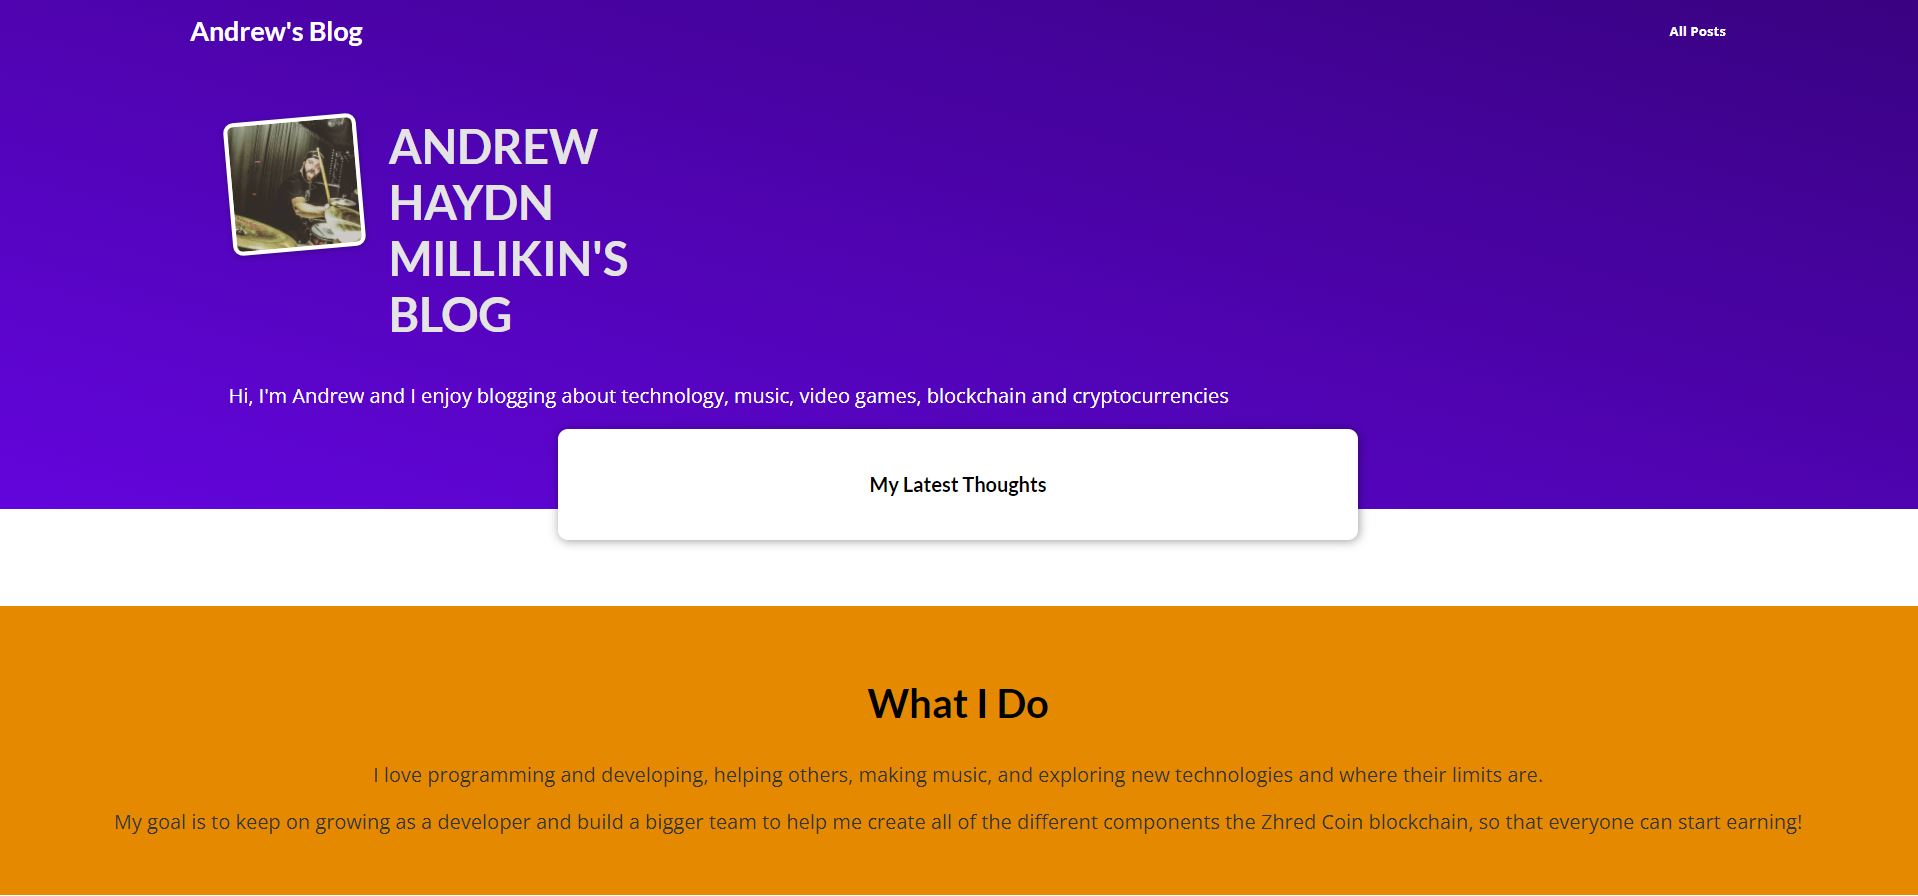 Andrew's Blog
All Posts
ANDREW
HAYDN
MILLIKIN'S
BLOG
Hi, I'm Andrew and I enjoy blogging about technology, music, video games, blockchain and cryptocurrencies
My Latest Thoughts
What I Do
I love programming and developing, helping others, making music, and exploring new technologies and where their limits are.
My goal is to keep on growing as a developer and build a bigger team to help me create all of the different components the Zhred Coin blockchain, so that everyone can start earning!